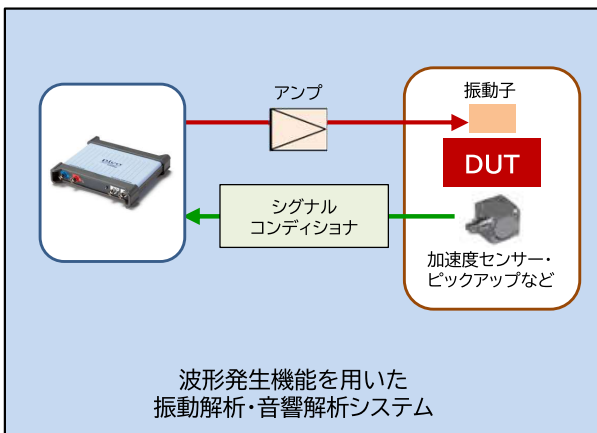 アンプ
振動子
pico
DUT
シグナル
コンディショナ
加速度センサー・
ピックアップなど
波形発生機能を用いた
振動解析・音響解析システム